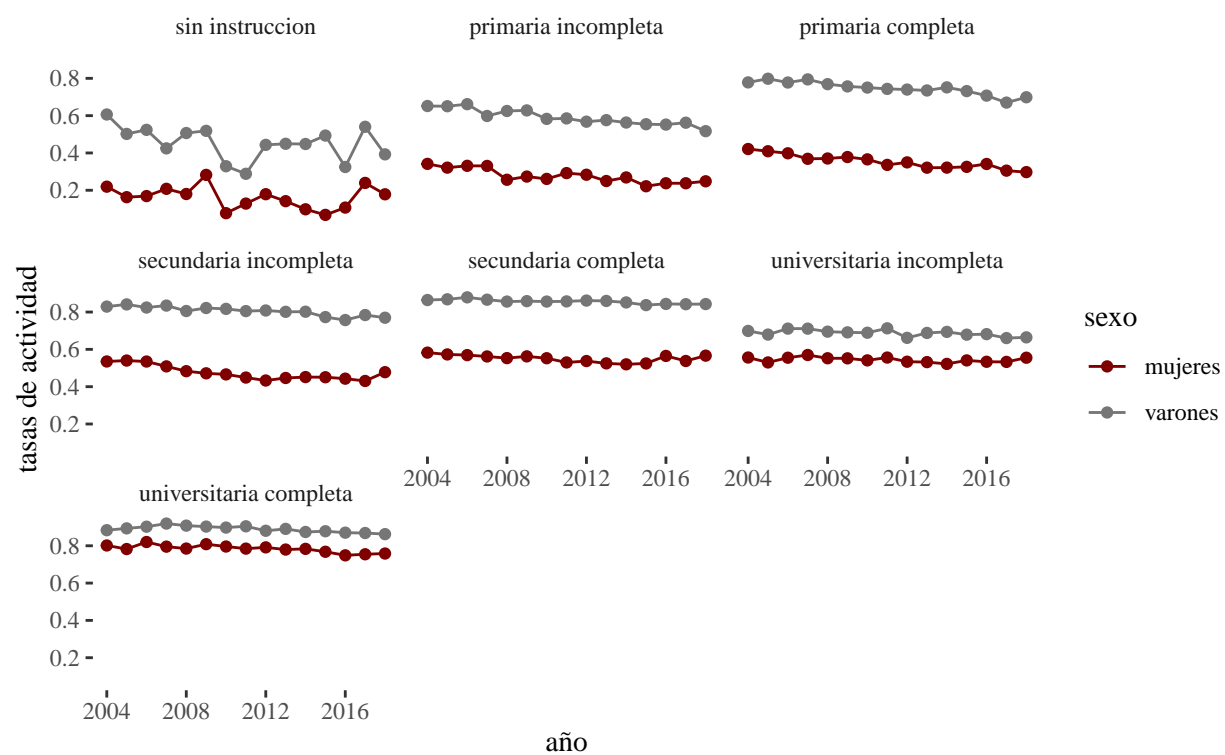 sin instruccion
primaria incompleta
primaria completa
0.8
0.6
0.4
0.2
secundaria incompleta
secundaria completa
universitaria incompleta
0.8
0.6
0.4
0.2
2004 2008 2012 2016
2004 2008 2012 2016
universitaria completa
0.8
0.6
0.4
0.2
2004 2008 2012 2016
tasas de actividad
año
sexo
mujeres
varones